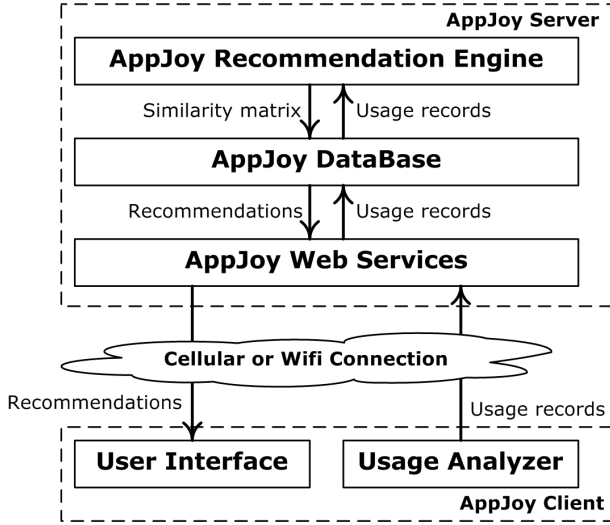 AppJoy Server
AppJoy Recommendation Engine
Similarity matrix
Usage records
AppJoy DataBase
Recommendations
Usage records
AppJoy Web Services
Cellular or Wifi Connection
Recommendations
Usage records
User Interface
Usage Analyzer
AppJoy Client